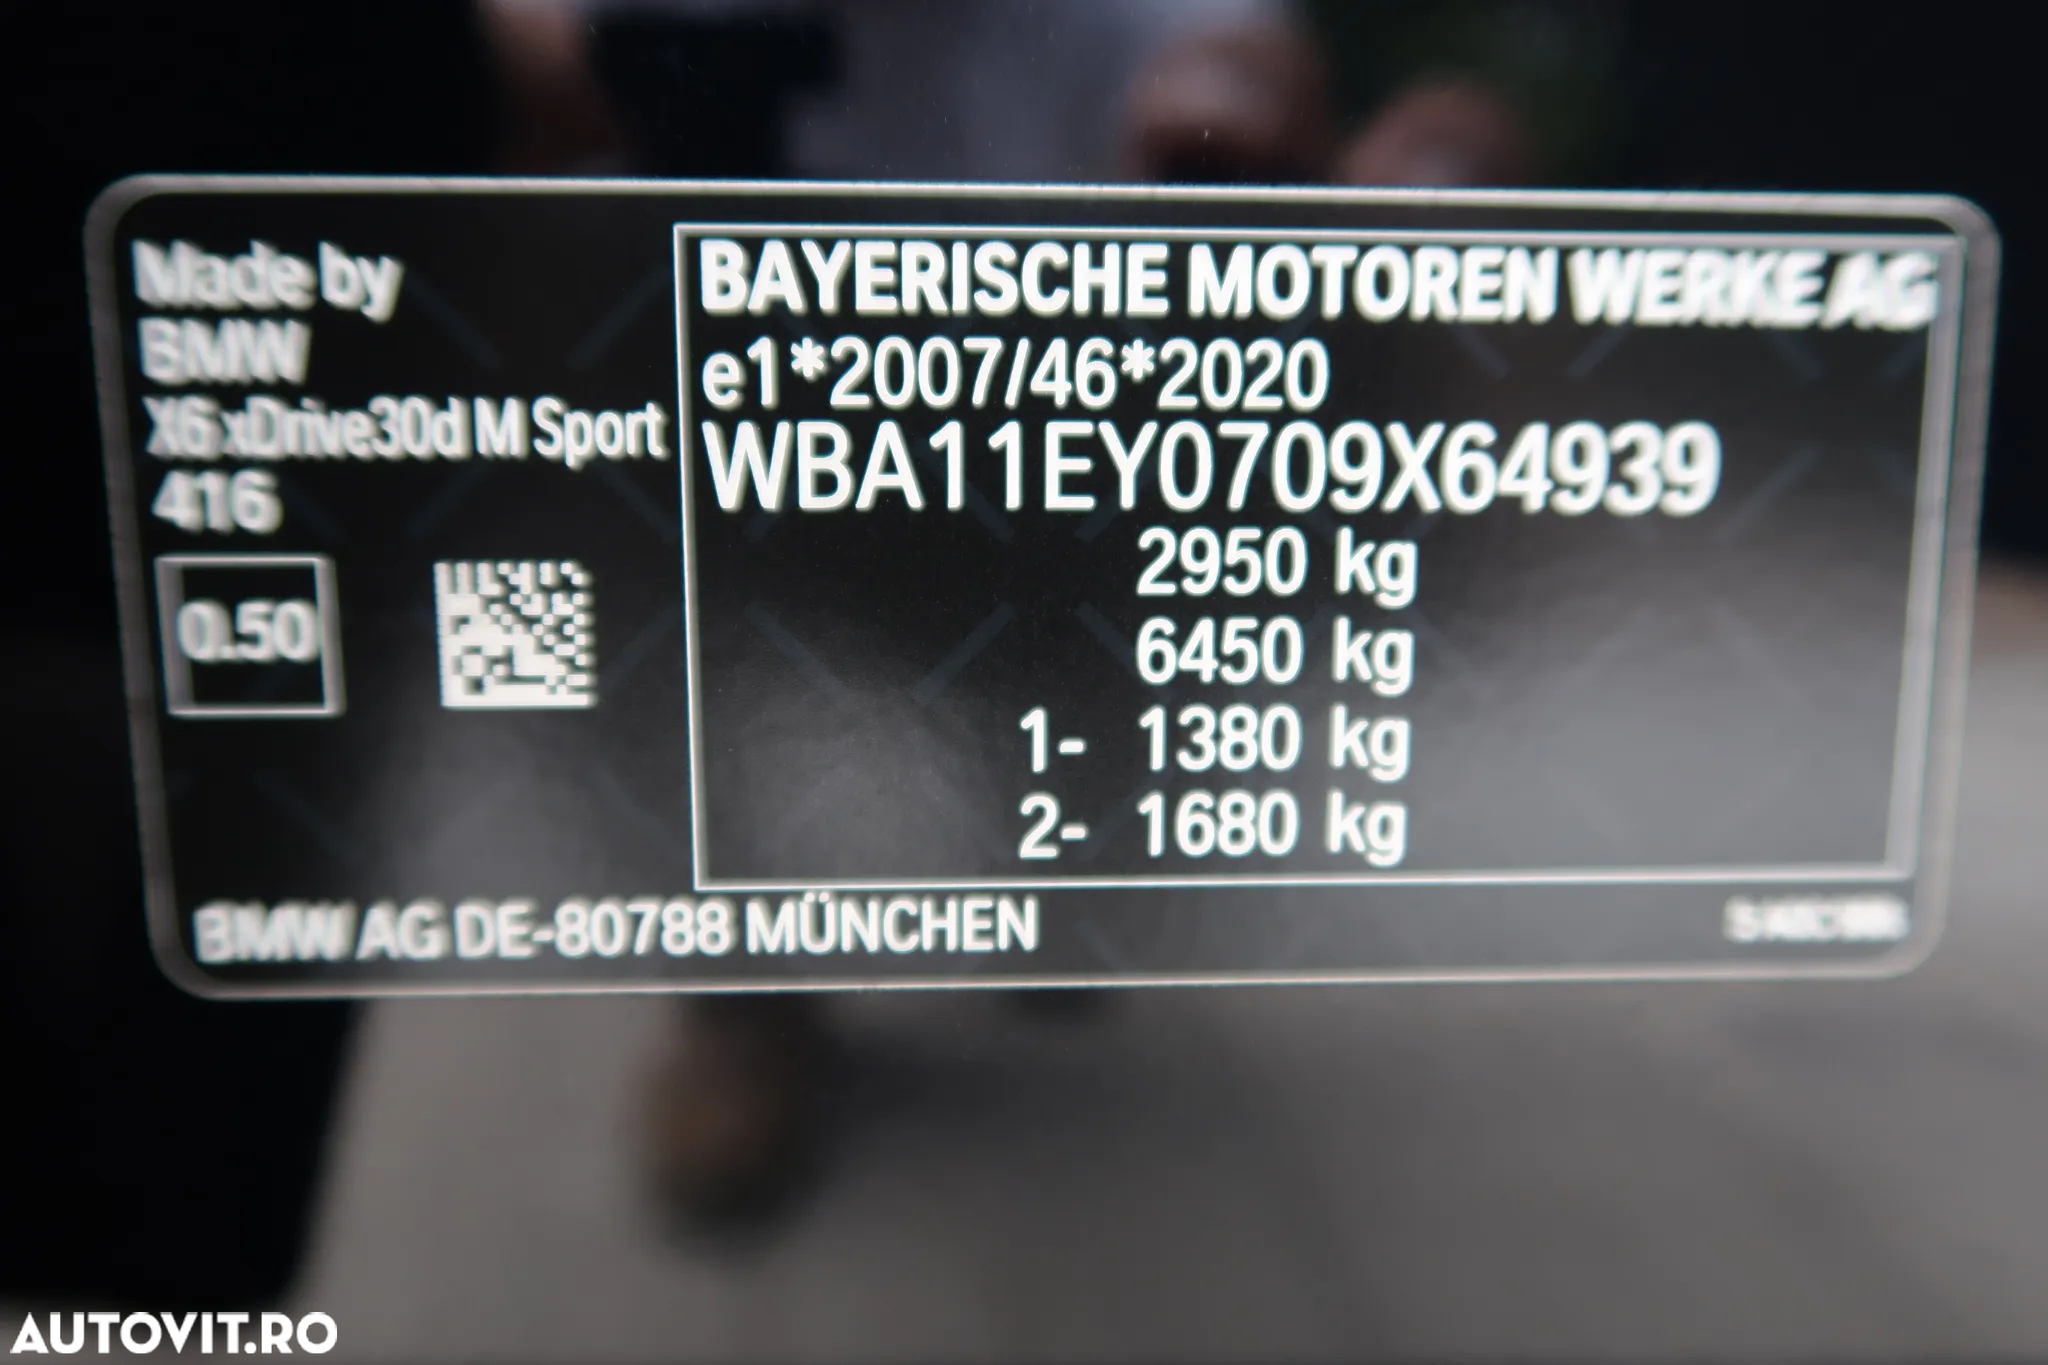 Made by
BMW
X6 xDrive30d M Sport
416
0.50
BAYERISCHE MOTOREN WERKE AG
e1*2007/46*2020
WBA11EY0709X64939
2950 kg
6450 kg
1- 1380 kg
2- 1680 kg
BMW AG DE-80788 MÜNCHEN
AUTOVIT.RO